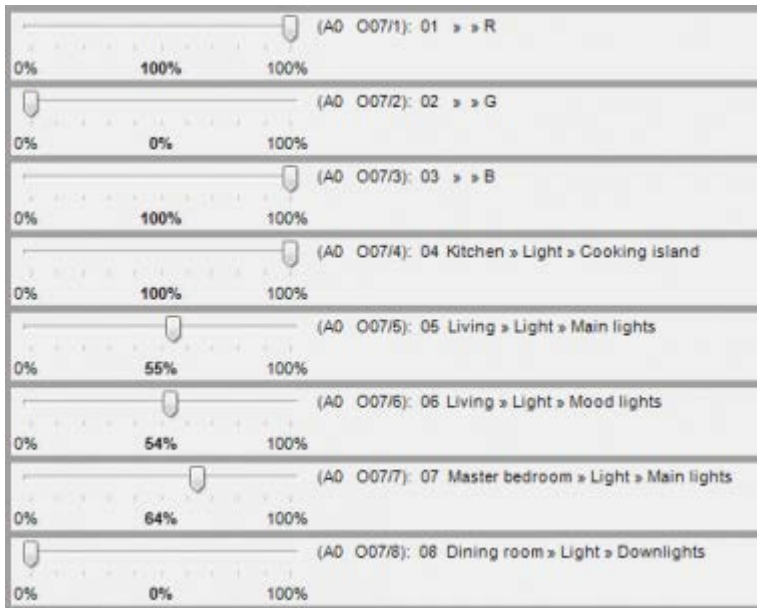 (A0 O07/1): 01 » » R
0% 100% 100%
(A0 O07/2): 02 » » G
0% 0% 100%
(A0 O07/3): 03 » » B
0% 100% 100%
(A0 O07/4): 04 Kitchen » Light » Cooking island
0% 100% 100%
(A0 O07/5): 05 Living » Light » Main lights
0% 55% 100%
(A0 O07/6): 06 Living » Light » Mood lights
0% 54% 100%
(A0 O07/7): 07 Master bedroom » Light » Main lights
0% 64% 100%
(A0 O07/8): 08 Dining room » Light » Downlights
0% 0% 100%